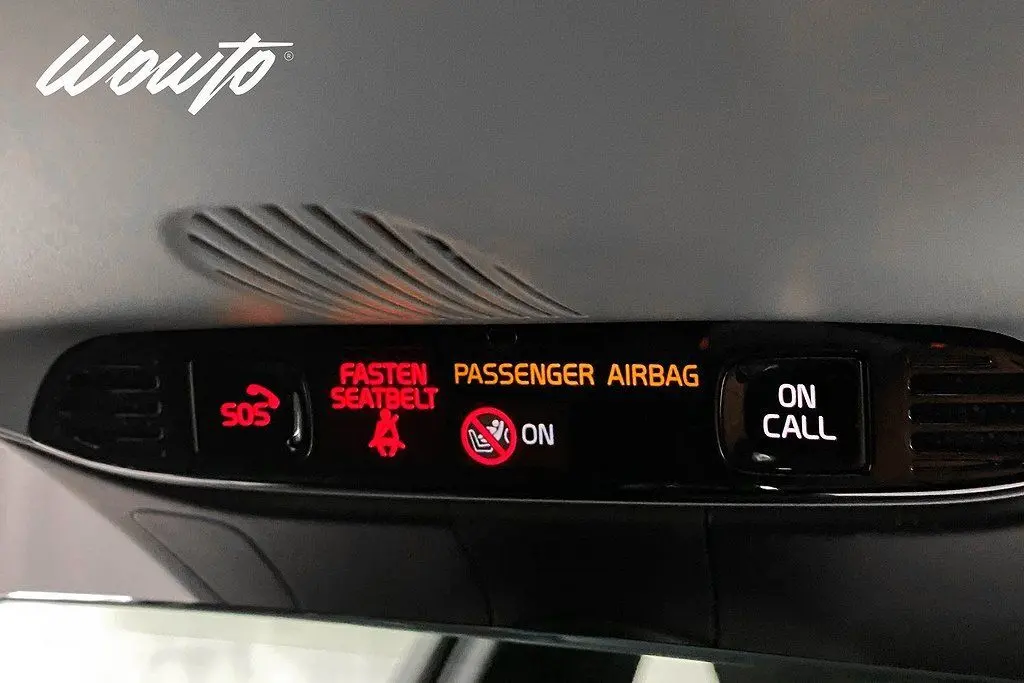 Wowto®
SOS
FASTEN
SEATBELT
PASSENGER AIRBAG
ON
ON
CALL